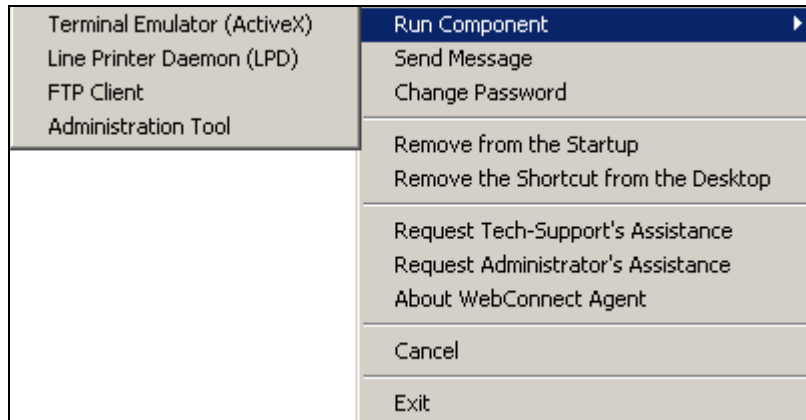 Terminal Emulator (ActiveX)
Line Printer Daemon (LPD)
FTP Client
Administration Tool
Run Component
Send Message
Change Password
Remove from the Startup
Remove the Shortcut from the Desktop
Request Tech-Support's Assistance
Request Administrator's Assistance
About WebConnect Agent
Cancel
Exit